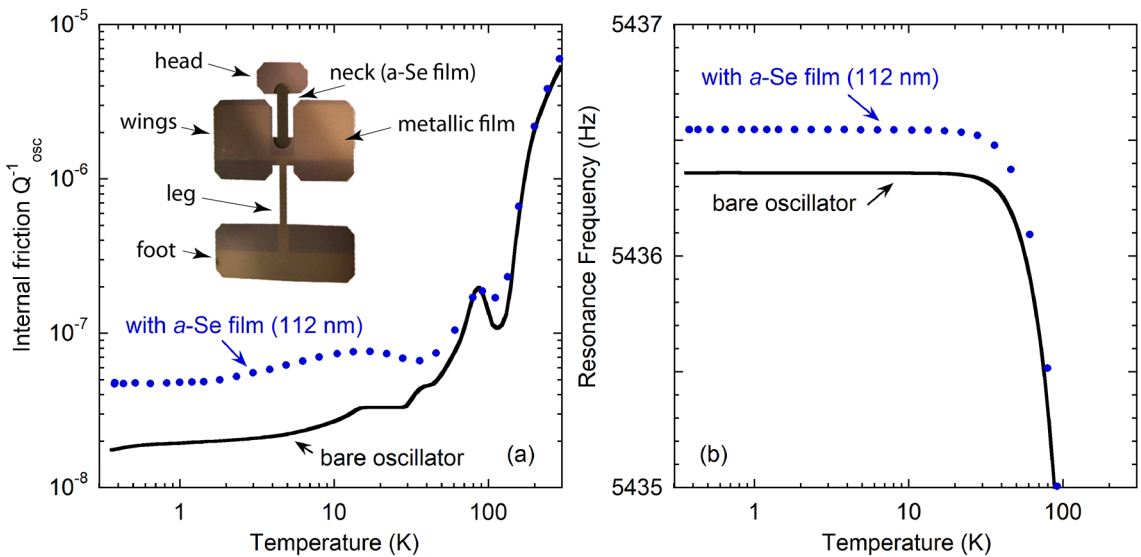 10⁻⁵
10⁻⁶
10⁻⁷
10⁻⁸
Internal friction Q⁻¹osc
head
neck (a-Se film)
wings
metallic film
leg
foot
with a-Se film (112 nm)
bare oscillator
(a)
1
10
100
Temperature (K)
5437
5436
5435
Resonance Frequency (Hz)
with a-Se film (112 nm)
bare oscillator
(b)
1
10
100
Temperature (K)